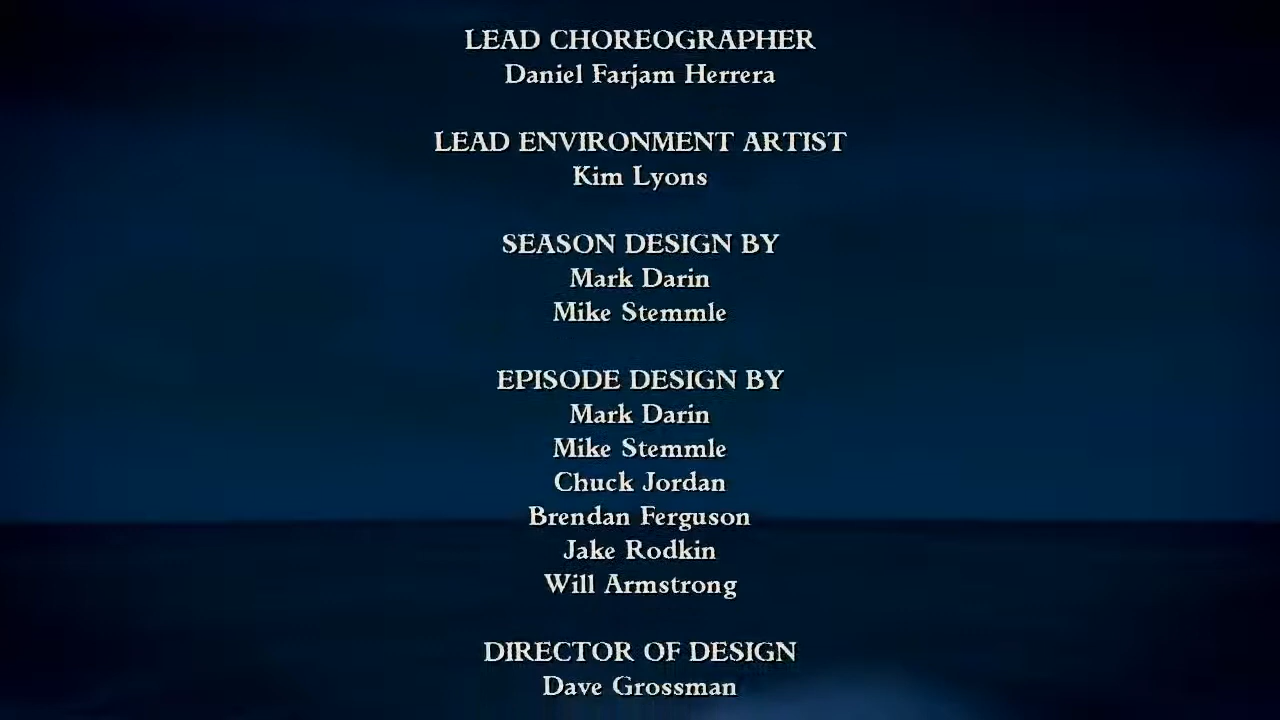 LEAD CHOREOGRAPHER
Daniel Farjam Herrera
LEAD ENVIRONMENT ARTIST
Kim Lyons
SEASON DESIGN BY
Mark Darin
Mike Stemmle
EPISODE DESIGN BY
Mark Darin
Mike Stemmle
Chuck Jordan
Brendan Ferguson
Jake Rodkin
Will Armstrong
DIRECTOR OF DESIGN
Dave Grossman